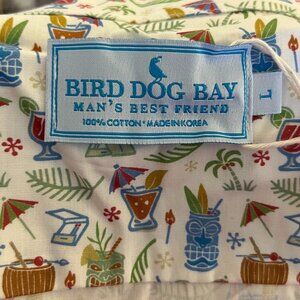 BIRD DOG BAY
MAN'S BEST FRIEND
100% COTTON • MADE IN KOREA
L